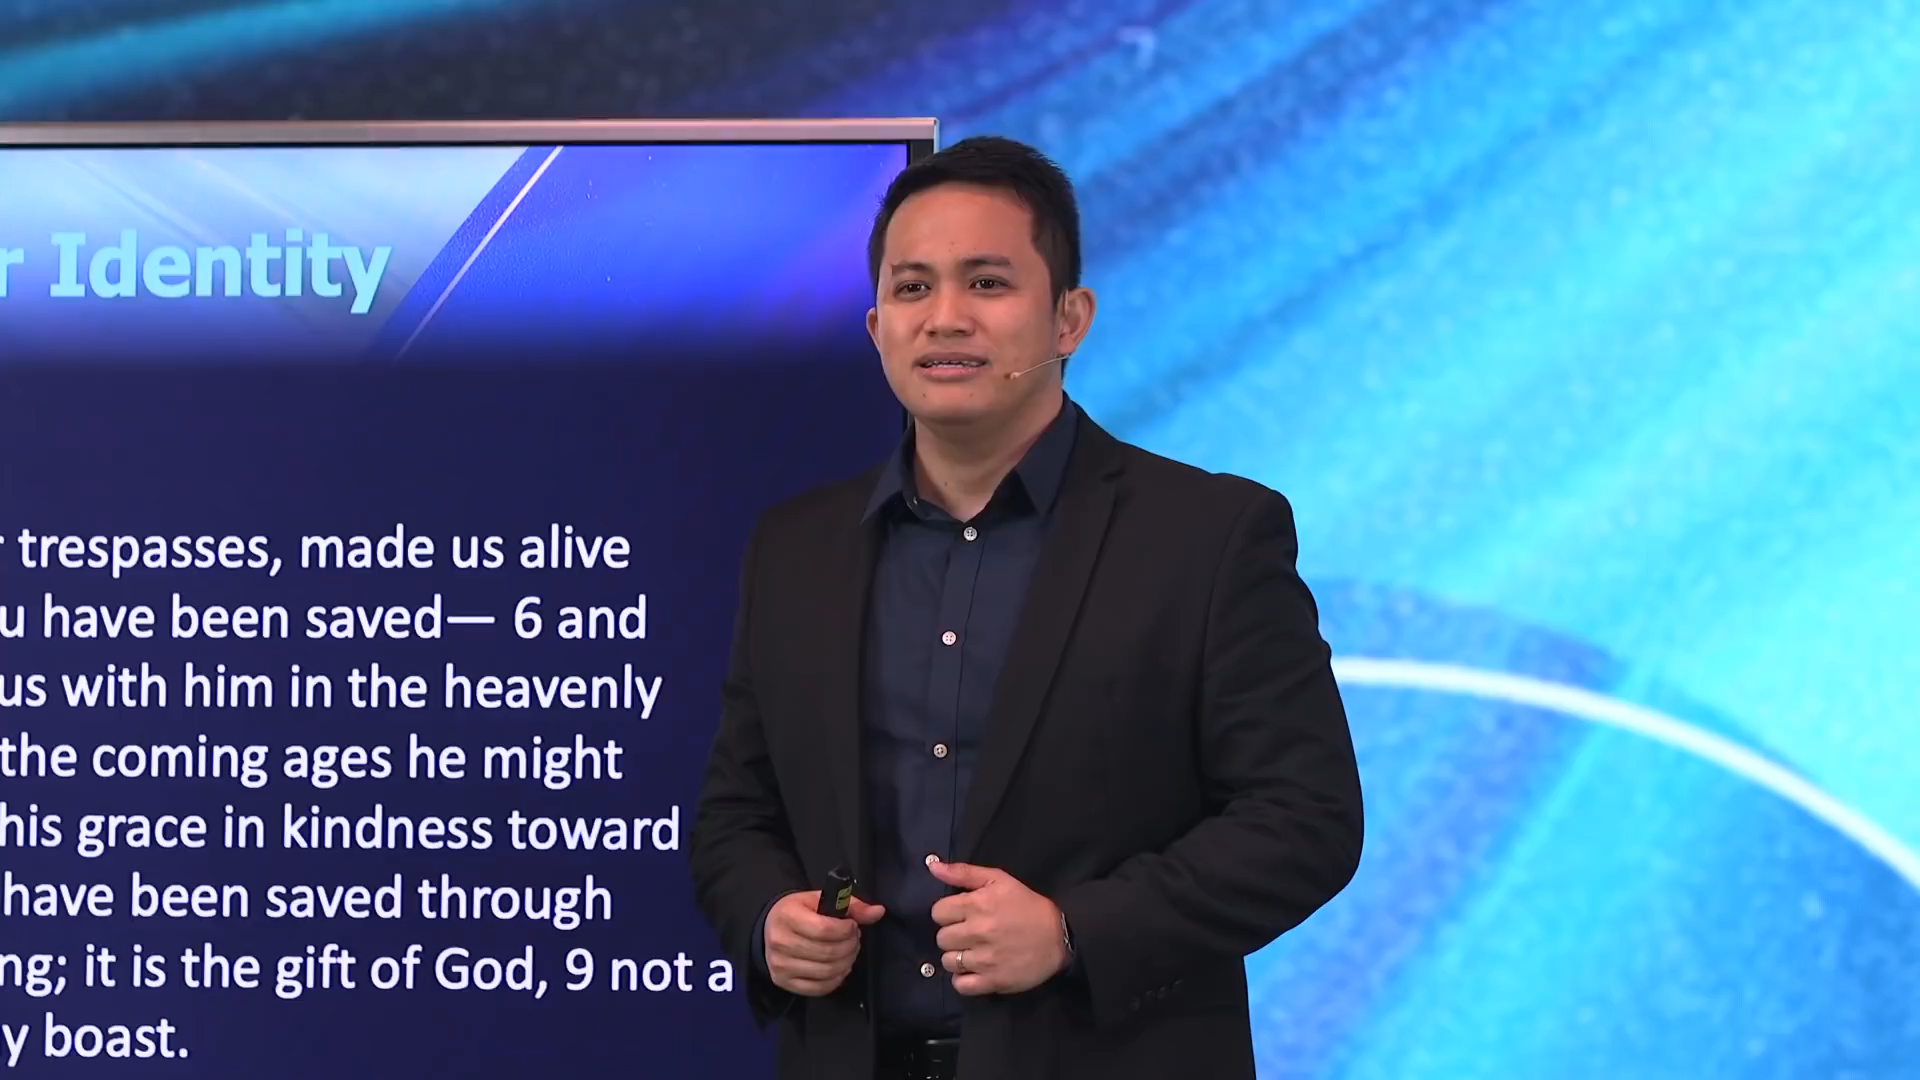 r Identity
r trespasses, made us alive
u have been saved— 6 and
us with him in the heavenly
the coming ages he might
his grace in kindness toward
have been saved through
ng; it is the gift of God, 9 not a
y boast.